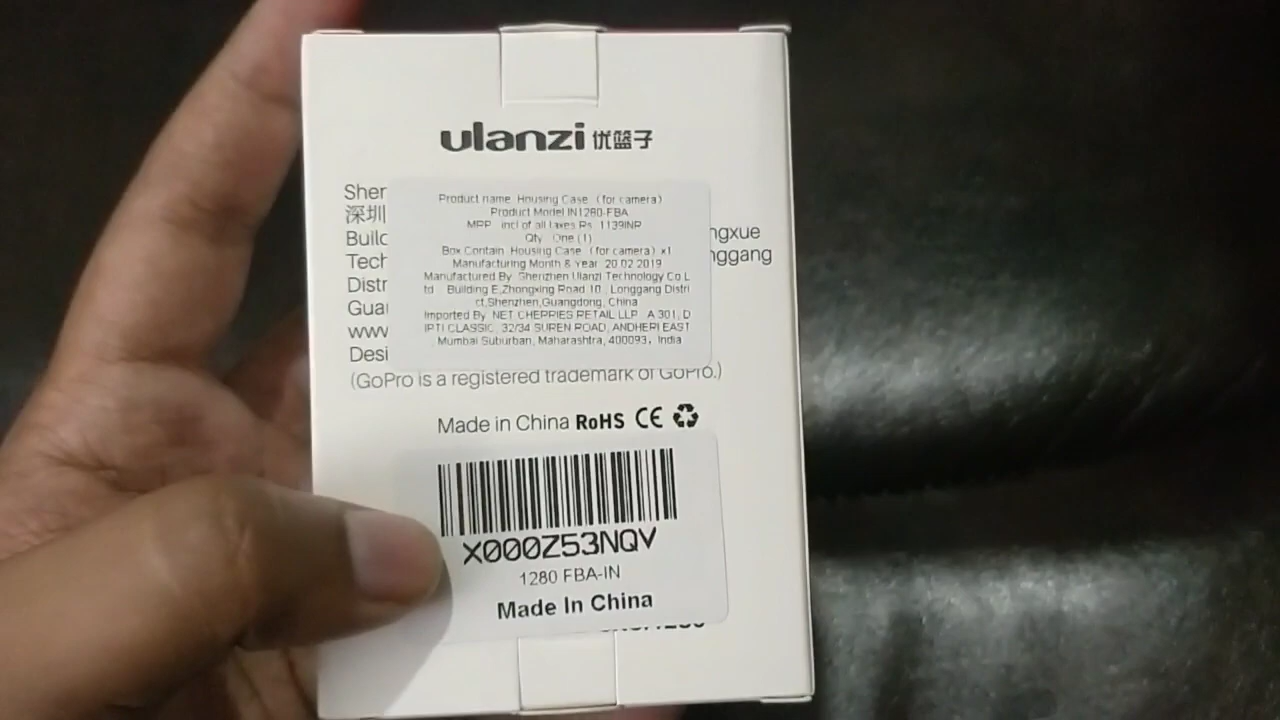 ulanzi 优篮子
Sher
深圳
Builc
ngxue
Tech
nggang
Distr
Guar
www
Desi
Product name Housing Case (for camera)
Product Model IN1280-FBA
MRP incl of all taxes Rs 1139INR
Qty One (1)
Box Contain Housing Case (for camera) x1
Manufacturing Month & Year 20 02 2019
Manufactured By Shenzhen Ulanzi Technology Co L
td Building E,Zhongxing Road 10 , Longgang Distri
ct,Shenzhen,Guangdong, China
Imported By NET CHERRIES RETAIL LLP A 301, D
IPTI CLASSIC, 32/34 SUREN ROAD, ANDHERI EAST
Mumbai Suburban, Maharashtra, 400093, India
(GoPro is a registered trademark of GoPro.)
Made in China RoHS CE
X000Z53NQV
1280 FBA-IN
Made In China